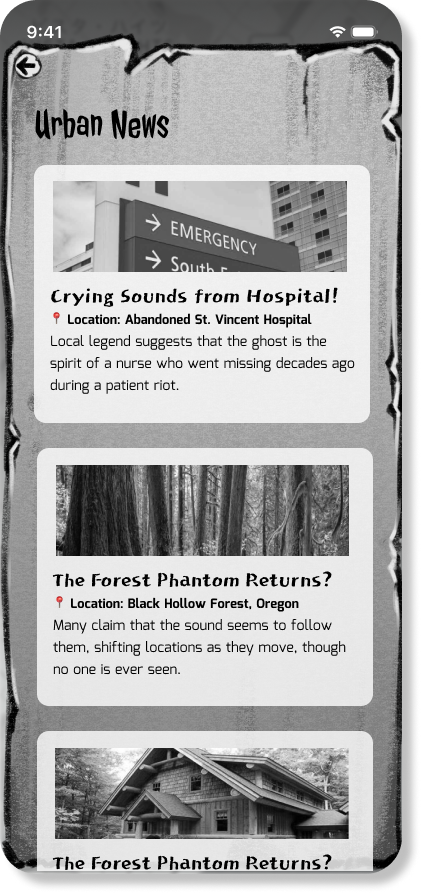 9:41
Urban News
EMERGENCY
South
Crying Sounds from Hospital!
📍 Location: Abandoned St. Vincent Hospital
Local legend suggests that the ghost is the
spirit of a nurse who went missing decades ago
during a patient riot.
The Forest Phantom Returns?
📍 Location: Black Hollow Forest, Oregon
Many claim that the sound seems to follow
them, shifting locations as they move, though
no one is ever seen.
The Forest Phantom Returns?